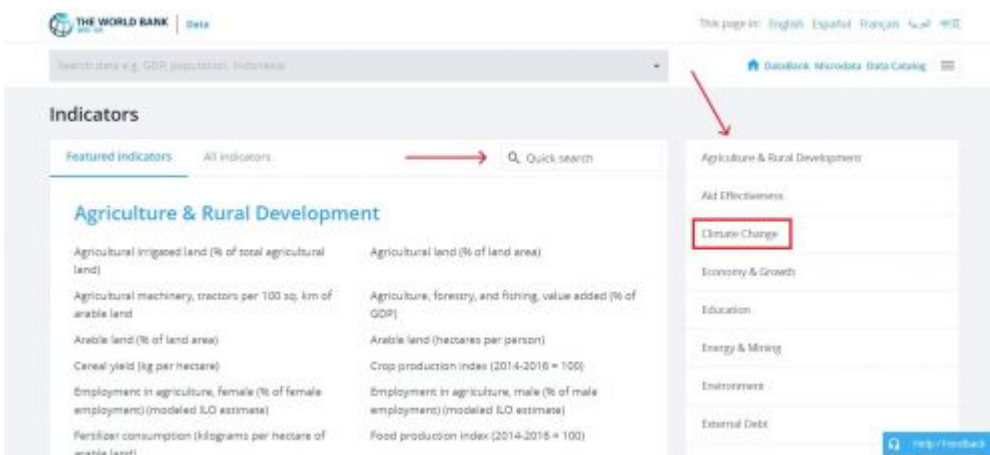 THE WORLD BANK
Data
This page in: English Español Français العربية 中文
Search data e.g. GDP, population, Indonesia
DataBank Microdata Data Catalog
Indicators
Featured indicators
All indicators
Quick search
Agriculture & Rural Development
Agricultural irrigated land (% of total agricultural
land)
Agricultural land (% of land area)
Agricultural machinery, tractors per 100 sq. km of
arable land
Agriculture, forestry, and fishing, value added (% of
GDP)
Arable land (% of land area)
Arable land (hectares per person)
Cereal yield (kg per hectare)
Crop production index (2014-2016 = 100)
Employment in agriculture, female (% of female
employment) (modeled ILO estimate)
Employment in agriculture, male (% of male
employment) (modeled ILO estimate)
Fertilizer consumption (kilograms per hectare of
arable land)
Food production index (2014-2016 = 100)
Agriculture & Rural Development
Aid Effectiveness
Climate Change
Economy & Growth
Education
Energy & Mining
Environment
External Debt
Help / Feedback